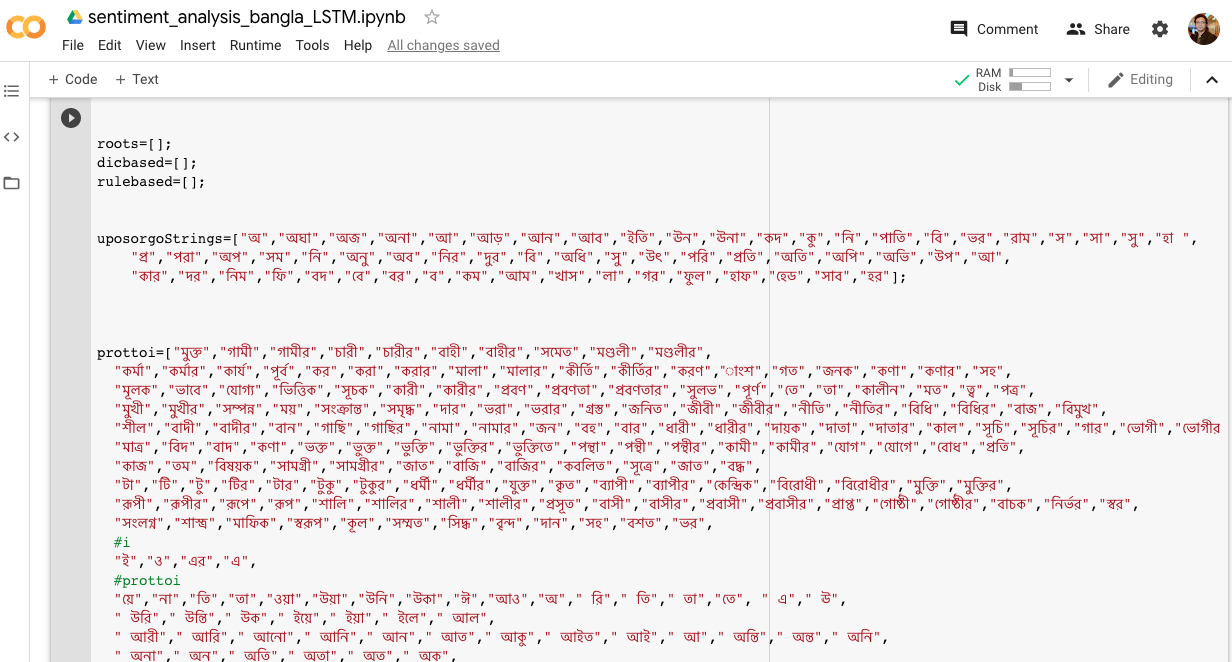 sentiment_analysis_bangla_LSTM.ipynb
File Edit View Insert Runtime Tools Help All changes saved
Comment Share
+ Code + Text
RAM
Disk
Editing
roots=[];
dicbased=[];
rulebased=[];
uposorgoStrings=["অ","অঘা","অজ","অনা","আ","আড়","আন","আব","ইতি","ঊন","ঊনা","কদ","কু","নি","পাতি","বি","ভর","রাম","স","সা","সু","হা ",
"প্র","পরা","অপ","সম","নি","অনু","অব","নির","দুর","বি","অধি","সু","উৎ","পরি","প্রতি","অতি","অপি","অভি","উপ","আ",
"কার","দর","নিম","ফি","বদ","বে","বর","ব","কম","আম","খাস","লা","গর","ফুল","হাফ","হেড","সাব","হর"];
prottoi=["মুক্ত","গামী","গামীর","চারী","চারীর","বাহী","বাহীর","সমেত","মণ্ডলী","মণ্ডলীর",
"কর্মা","কর্মার","কার্য","পূর্ব","কর","করা","করার","মালা","মালার","কীর্তি","কীর্তির","করণ","াংশ","গত","জনক","কণা","কণার","সহ",
"মূলক","ভাবে","যোগ্য","ভিত্তিক","সূচক","কারী","কারীর","প্রবণ","প্রবণতা","প্রবণতার","সুলভ","পূর্ণ","তে","তা","কালীন","মত","ত্ব","পত্র",
"মুখী","মুখীর","সম্পন্ন","ময়","সংক্রান্ত","সমৃদ্ধ","দার","ভরা","ভরার","গ্রস্ত","জনিত","জীবী","জীবীর","নীতি","নীতির","বিধি","বিধির","বাজ","বিমুখ",
"শীল","বাদী","বাদীর","বান","গাছি","গাছির","নামা","নামার","জন","বহ","বার","ধারী","ধারীর","দায়ক","দাতা","দাতার","কাল","সূচি","সূচির","গার","ভোগী","ভোগীর
"মাত্র","বিদ","বাদ","কণা","ভক্ত","ভুক্ত","ভুক্তি","ভুক্তির","ভুক্তিতে","পন্থা","পন্থী","পন্থীর","কামী","কামীর","যোগ","যোগে","বোধ","প্রতি",
"কাজ","তম","বিষয়ক","সামগ্রী","সামগ্রীর","জাত","বাজি","বাজির","কবলিত","সূত্রে","জাত","বদ্ধ",
"টা","টি","টু","টির","টার","টুকু","টুকুর","ধর্মী","ধর্মীর","যুক্ত","কৃত","ব্যাপী","ব্যাপীর","কেন্দ্রিক","বিরোধী","বিরোধীর","মুক্তি","মুক্তির",
"রূপী","রূপীর","রূপে","রূপ","শালি","শালির","শালী","শালীর","প্রসূত","বাসী","বাসীর","প্রবাসী","প্রবাসীর","প্রাপ্ত","গোষ্ঠী","গোষ্ঠীর","বাচক","নির্ভর","স্বর",
"সংলগ্ন","শাস্ত্র","মাফিক","স্বরূপ","কূল","সম্মত","সিদ্ধ","বৃন্দ","দান","সহ","বশত","ভর",
#i
"ই","ও","এর","এ",
#prottoi
"য়ে","না","তি","তা","ওয়া","উয়া","উনি","উকা","ঈ","আও","অ"," রি"," তি"," তা","তে", " এ"," উ",
" উরি"," উন্তি"," উক"," ইয়ে"," ইয়া"," ইলে"," আল",
" আরী"," আরি"," আনো"," আনি"," আন"," আত"," আকু"," আইত"," আই"," আ"," অন্তি"," অন্ত"," অনি",
" অনা"," অন"," অতি"," অতা"," অত"," অক",